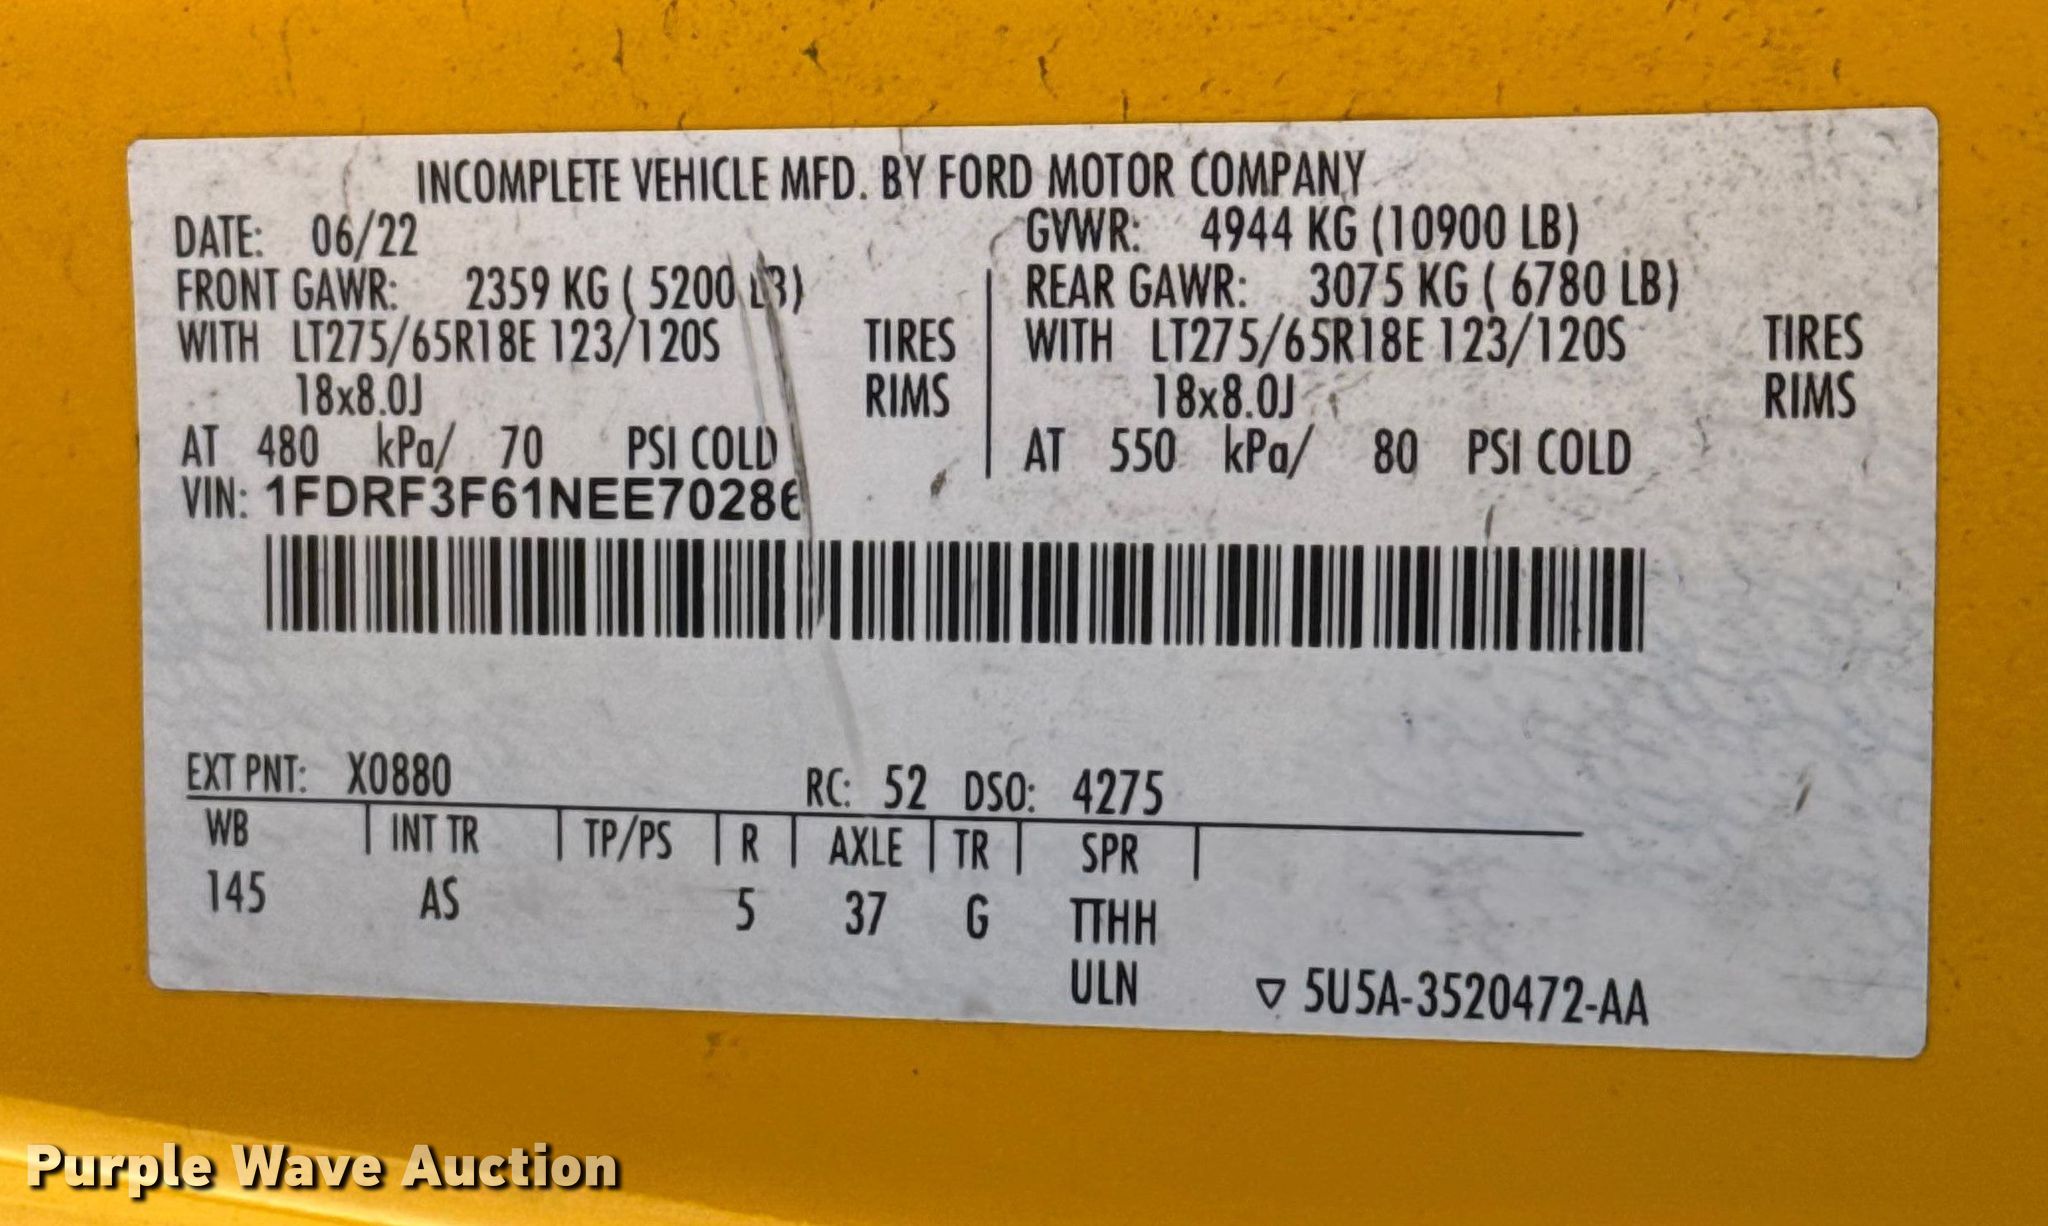 INCOMPLETE VEHICLE MFD. BY FORD MOTOR COMPANY
DATE: 06/22 GVWR: 4944 KG (10900 LB)
FRONT GAWR: 2359 KG ( 5200 LB) REAR GAWR: 3075 KG ( 6780 LB)
WITH LT275/65R18E 123/120S TIRES WITH LT275/65R18E 123/120S TIRES
18x8.0J RIMS 18x8.0J RIMS
AT 480 kPa/ 70 PSI COLD AT 550 kPa/ 80 PSI COLD
VIN: 1FDRF3F61NEE70286
EXT PNT: X0880 RC: 52 DSO: 4275
WB INT TR TP/PS R AXLE TR SPR
145 AS 5 37 G TTHH
ULN ▽ 5U5A-3520472-AA
Purple Wave Auction